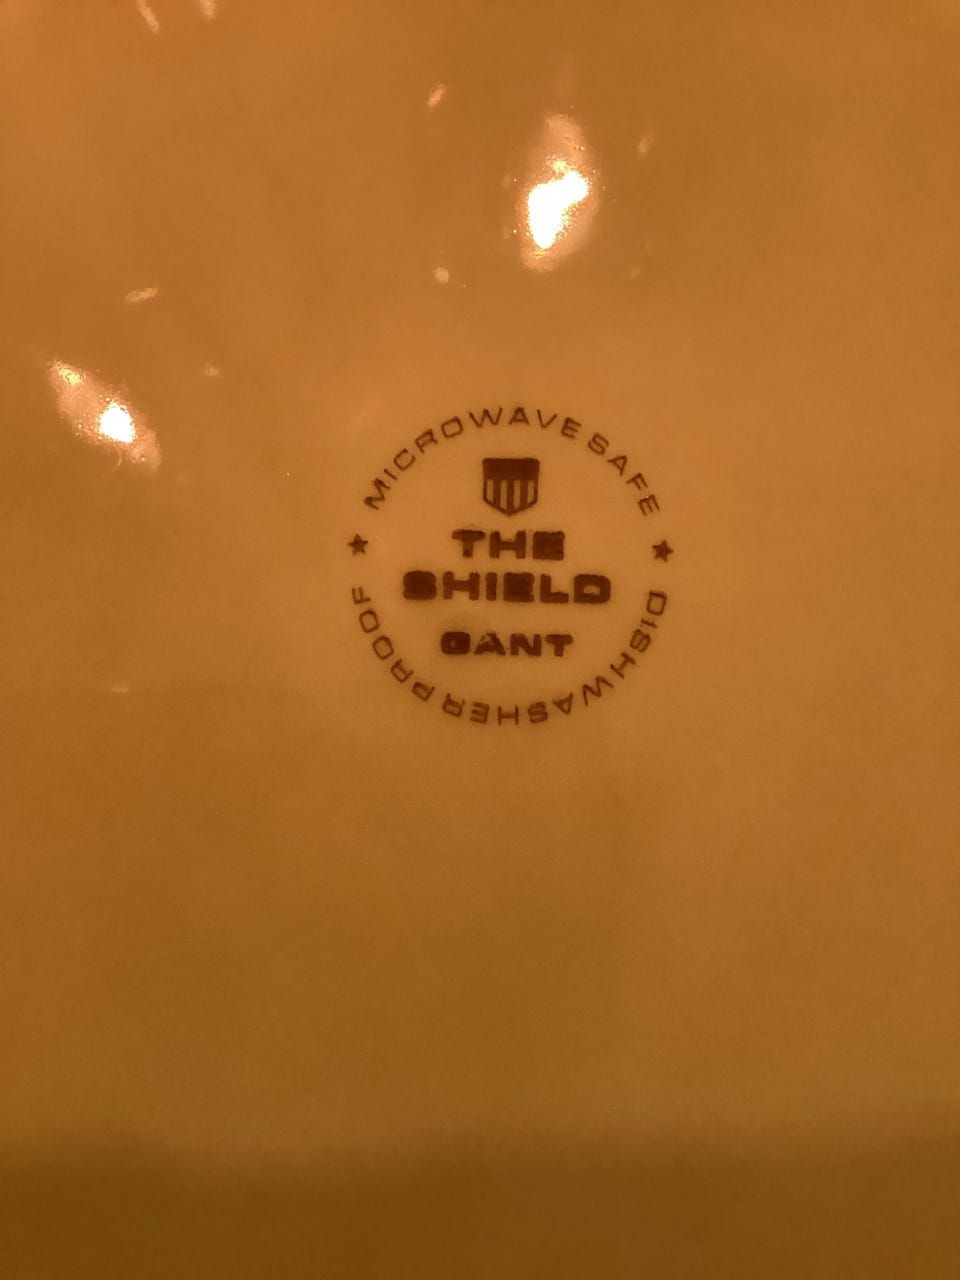 MICROWAVE SAFE
THE
SHIELD
GANT
DISHWASHER PROOF